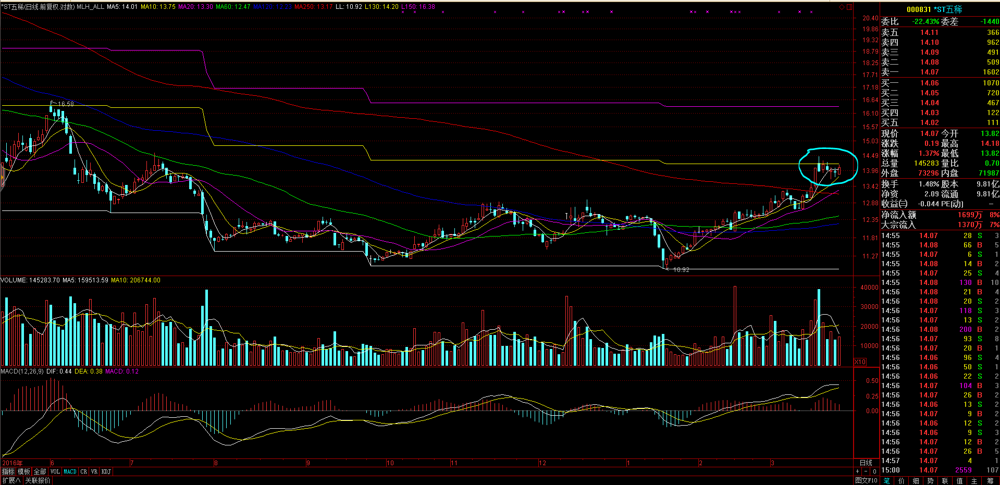 *ST五稀(日线.前复权.对数) MLH_ALL MA5: 14.01 MA10: 13.75 MA20: 13.30 MA60: 12.47 MA120: 12.23 MA250: 13.17 LL: 10.92 L130: 14.20 L150: 16.38
20.40
19.86
19.32
18.79
18.25
17.71
17.18
16.64
16.10
15.57
15.03
14.49
13.96
13.42
12.88
12.35
11.81
11.27
16.58
10.92
VOLUME: 145283.70 MA5: 159513.59 MA10: 206744.00
40000
30000
20000
10000
X10
MACD(12,26,9) DIF: 0.44 DEA: 0.38 MACD: 0.12
0.50
0.25
0.00
2016年 6 7 8 9 10 11 12 1 2 3 日线
指标 模板 全部 VOL MACD CR VR KDJ + - 0
扩展∧ 关联报价 图文F10
000831 *ST五稀
委比 -22.43% 委差 -1440
卖五 14.11 366
卖四 14.10 962
卖三 14.09 491
卖二 14.08 509
卖一 14.07 1602
买一 14.06 1070
买二 14.05 720
买三 14.04 467
买四 14.03 122
买五 14.02 111
现价 14.07 今开 13.82
涨跌 0.19 最高 14.18
涨幅 1.37% 最低 13.82
总量 145283 量比 0.70
外盘 73296 内盘 71987
换手 1.48% 股本 9.81亿
净资 2.09 流通 9.81亿
收益㈢ -0.044 PE(动) —
净流入额 1699万 8%
大宗流入 1370万 7%
14:55 14.07 28 S 3
14:55 14.08 66 B 5
14:55 14.07 6 S 1
14:55 14.08 14 B 2
14:55 14.07 25 S 4
14:55 14.08 130 B 10
14:56 14.08 21 B 4
14:56 14.08 20 S 2
14:56 14.07 118 S 3
14:56 14.07 13 S 2
14:56 14.08 200 B 2
14:56 14.07 93 S 8
14:56 14.07 20 B 1
14:56 14.06 96 S 4
14:56 14.06 50 S 1
14:56 14.06 22 S 2
14:56 14.07 104 B 3
14:56 14.07 26 B 2
14:56 14.06 13 S 2
14:56 14.07 9 B 2
14:56 14.06 12 S 2
14:56 14.06 9 S 3
14:56 14.07 12 B 2
14:56 14.07 26 B 5
14:57 14.07 4 1
15:00 14.07 2559 107
笔 价 细 势 联 值 主 筹